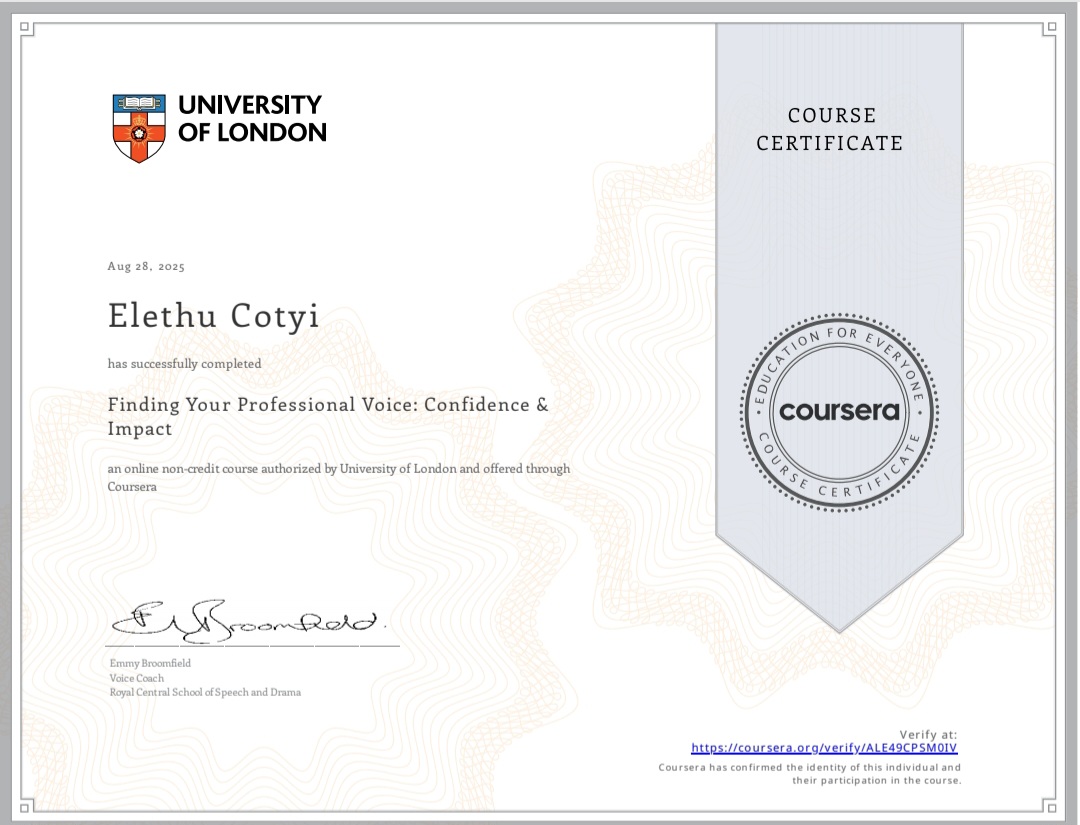 UNIVERSITY
OF LONDON
COURSE
CERTIFICATE
Aug 28, 2025
Elethu Cotyi
has successfully completed
Finding Your Professional Voice: Confidence &
Impact
an online non-credit course authorized by University of London and offered through
Coursera
EDUCATION FOR EVERYONE
coursera
COURSE CERTIFICATE
E Broomfield.
Emmy Broomfield
Voice Coach
Royal Central School of Speech and Drama
Verify at:
https://coursera.org/verify/ALE49CPSM0IV
Coursera has confirmed the identity of this individual and
their participation in the course.